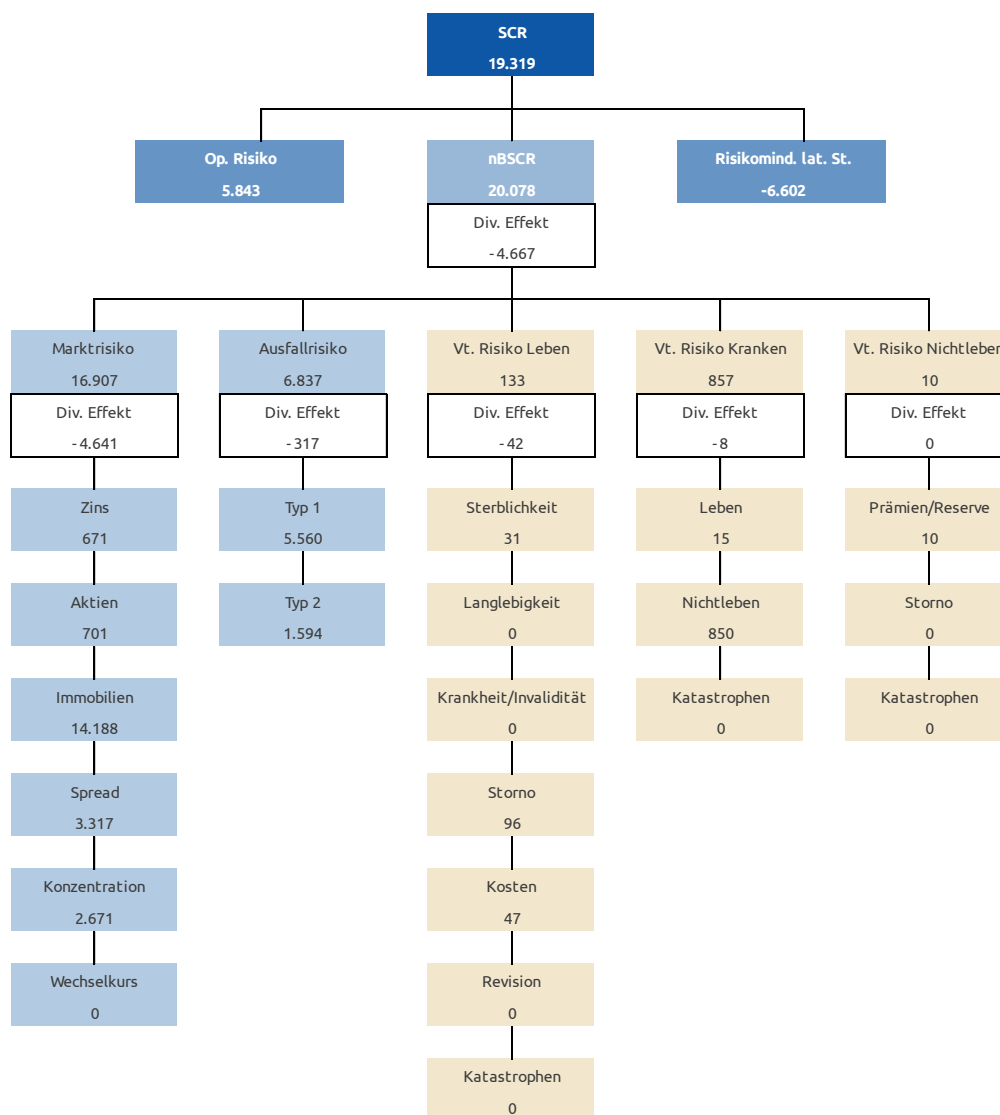 SCR
19.319
Op. Risiko
5.843
nBSCR
20.078
Risikomind. lat. St.
-6.602
Div. Effekt
-4.667
Marktrisiko
16.907
Div. Effekt
-4.641
Zins
671
Aktien
701
Immobilien
14.188
Spread
3.317
Konzentration
2.671
Wechselkurs
0
Ausfallrisiko
6.837
Div. Effekt
-317
Typ 1
5.560
Typ 2
1.594
Vt. Risiko Leben
133
Div. Effekt
-42
Sterblichkeit
31
Langlebigkeit
0
Krankheit/Invalidität
0
Storno
96
Kosten
47
Revision
0
Katastrophen
0
Vt. Risiko Kranken
857
Div. Effekt
-8
Leben
15
Nichtleben
850
Katastrophen
0
Vt. Risiko Nichtleben
10
Div. Effekt
0
Prämien/Reserve
10
Storno
0
Katastrophen
0